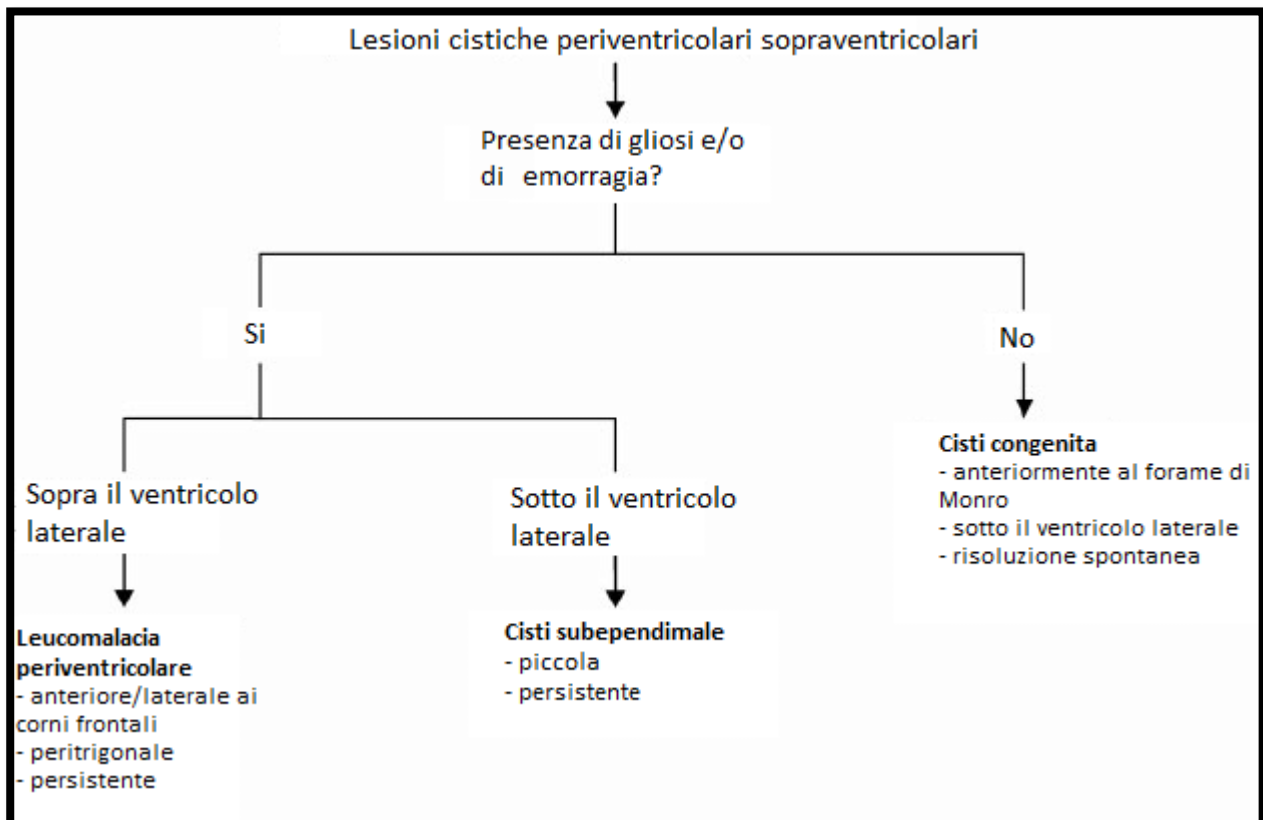 Lesioni cistiche periventricolari sopraventricolari
Presenza di gliosi e/o
di emorragia?
Si
No
Sopra il ventricolo
laterale
Sotto il ventricolo
laterale
Cisti congenita
- anteriormente al forame di
Monro
- sotto il ventricolo laterale
- risoluzione spontanea
Leucomalacia
periventricolare
- anteriore/laterale ai
corni frontali
- peritrigonale
- persistente
Cisti subependimale
- piccola
- persistente